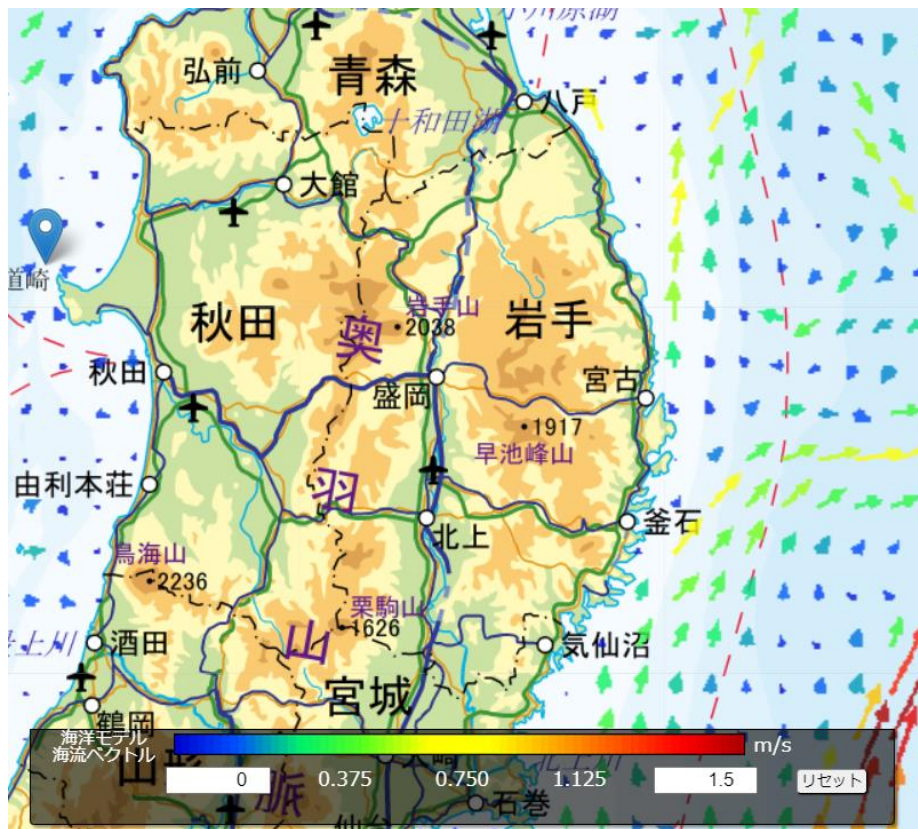 弘前
青森
八戸
十和田湖
大館
道崎
秋田
岩手山
2038
岩手
奥
秋田
盛岡
宮古
1917
早池峰山
羽
由利本荘
北上
釜石
鳥海山
2236
栗駒山
1626
山
気仙沼
酒田
宮城
鶴岡
海洋モデル
海流ベクトル
m/s
0
0.375
0.750
1.125
1.5
リセット
脈
石巻